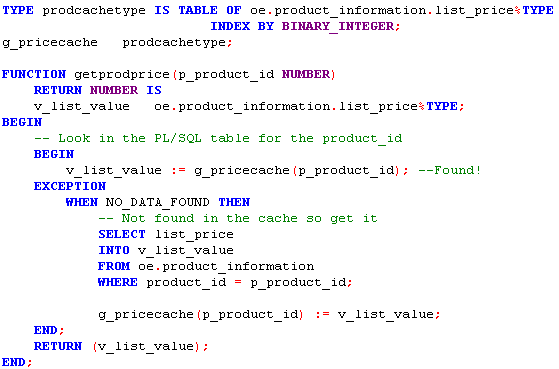 TYPE prodcachetype IS TABLE OF oe.product_information.list_price%TYPE
INDEX BY BINARY_INTEGER;
g_pricecache prodcachetype;
FUNCTION getprodprice(p_product_id NUMBER)
RETURN NUMBER IS
v_list_value oe.product_information.list_price%TYPE;
BEGIN
-- Look in the PL/SQL table for the product_id
BEGIN
v_list_value := g_pricecache(p_product_id); --Found!
EXCEPTION
WHEN NO_DATA_FOUND THEN
-- Not found in the cache so get it
SELECT list_price
INTO v_list_value
FROM oe.product_information
WHERE product_id = p_product_id;
g_pricecache(p_product_id) := v_list_value;
END;
RETURN (v_list_value);
END;